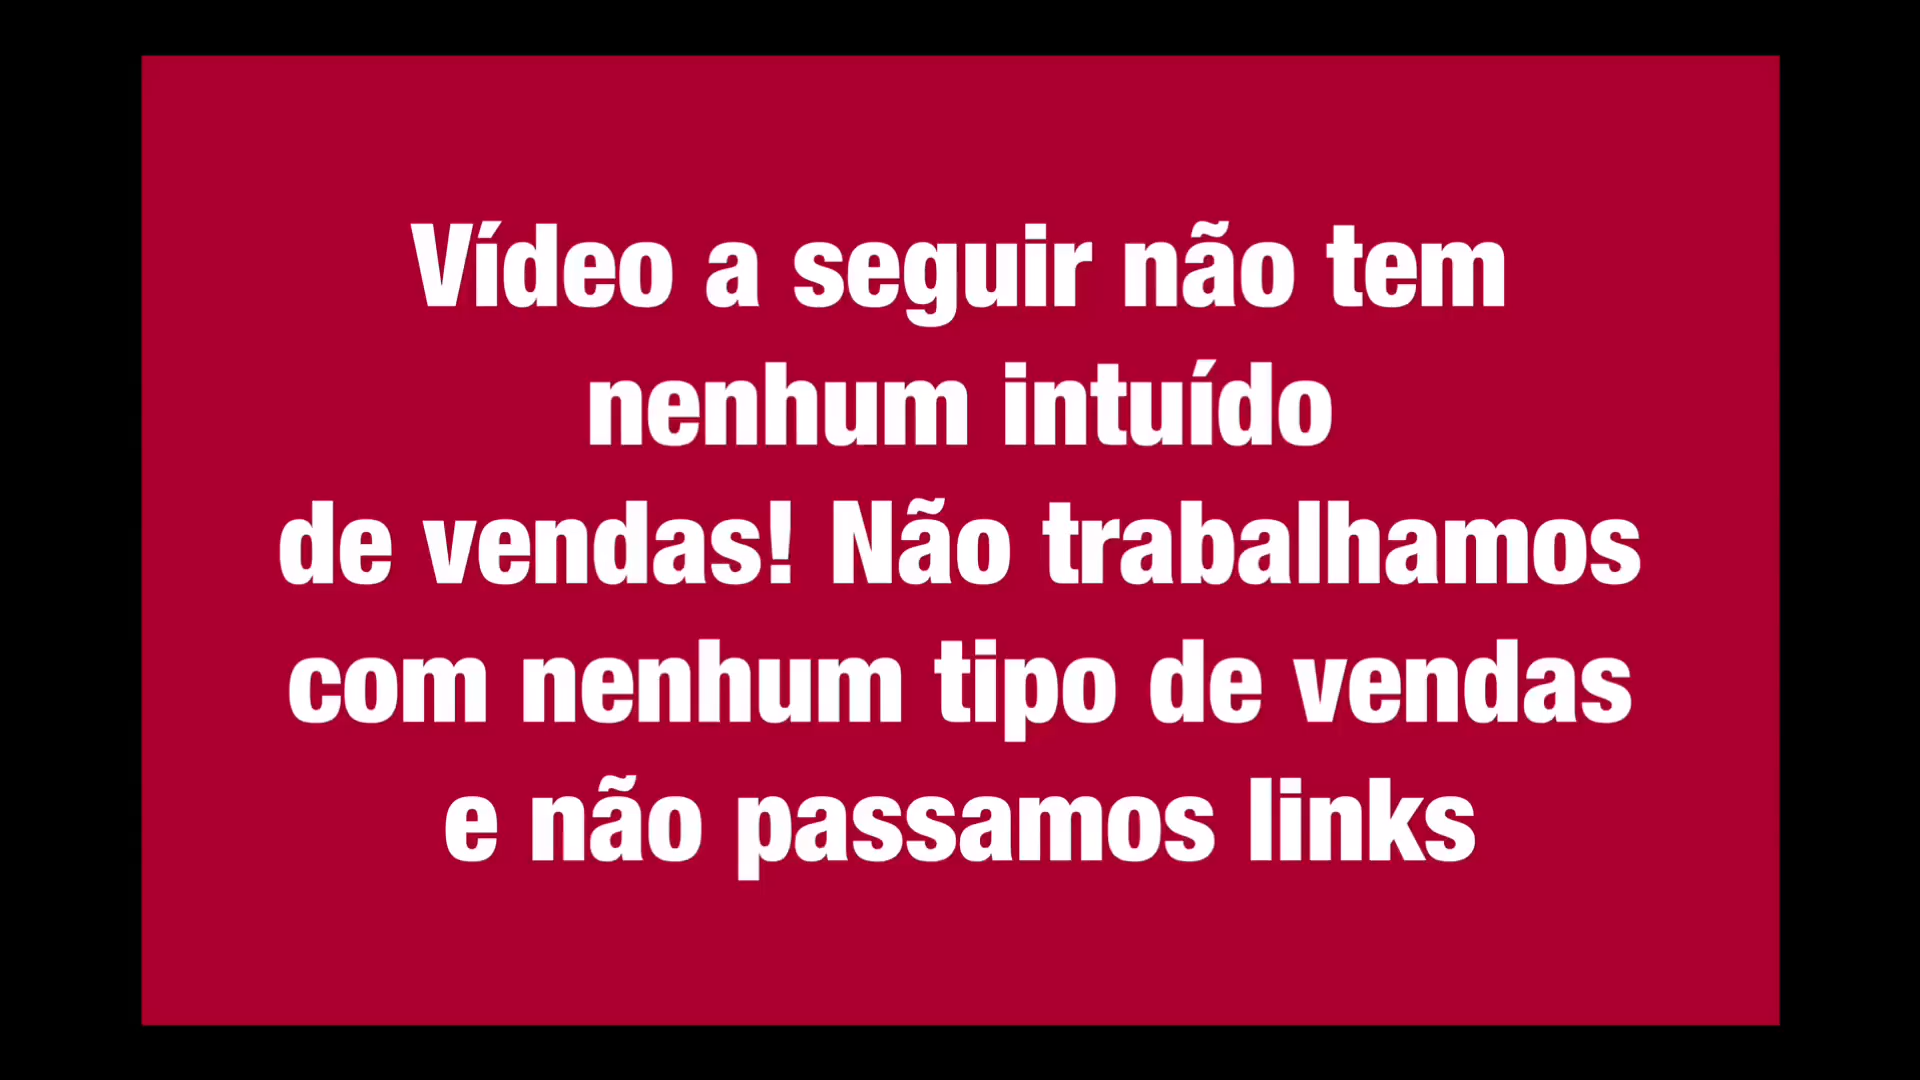 Vídeo a seguir não tem
nenhum intuído
de vendas! Não trabalhamos
com nenhum tipo de vendas
e não passamos links